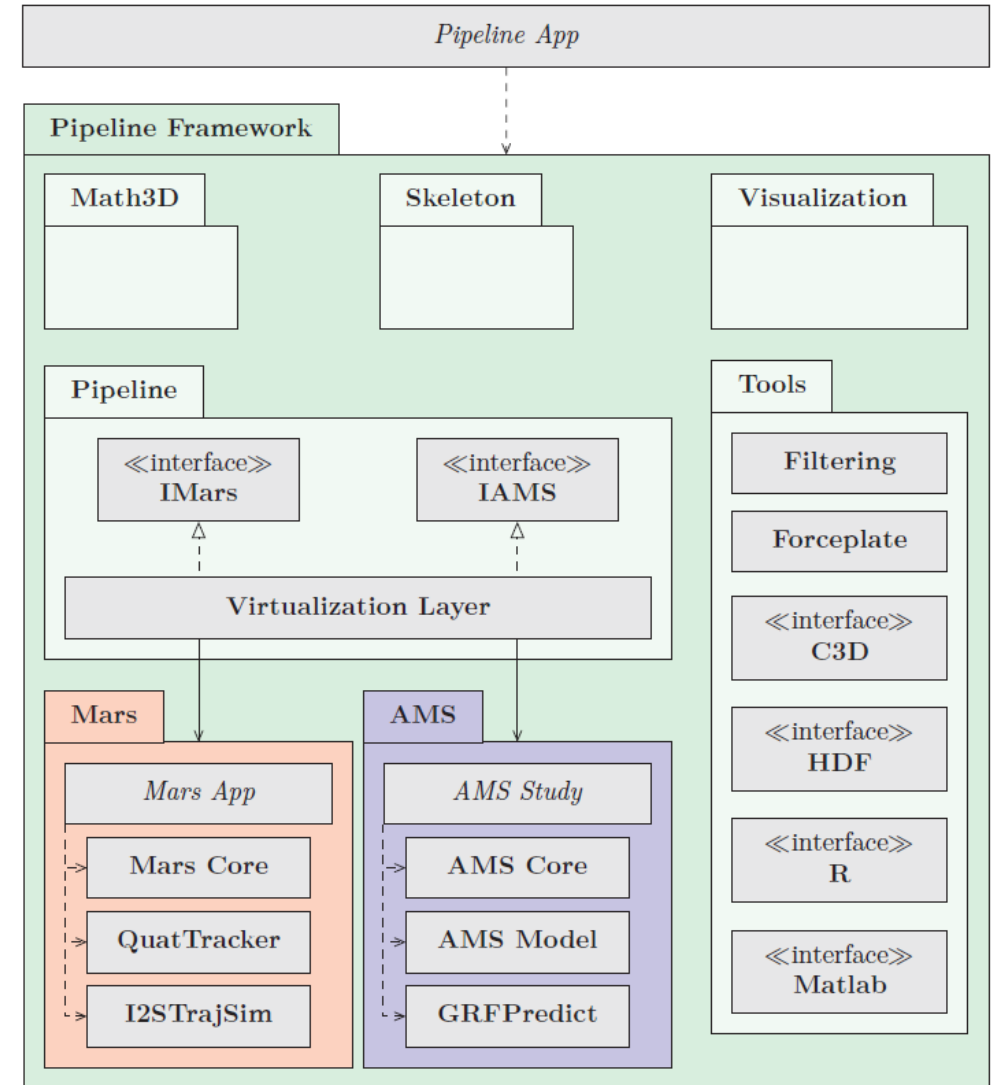 Pipeline App
Pipeline Framework
Math3D
Skeleton
Visualization
Pipeline
≪interface≫
IMars
≪interface≫
IAMS
Virtualization Layer
Tools
Filtering
Forceplate
≪interface≫
C3D
≪interface≫
HDF
≪interface≫
R
≪interface≫
Matlab
Mars
Mars App
Mars Core
QuatTracker
I2STrajSim
AMS
AMS Study
AMS Core
AMS Model
GRFPredict